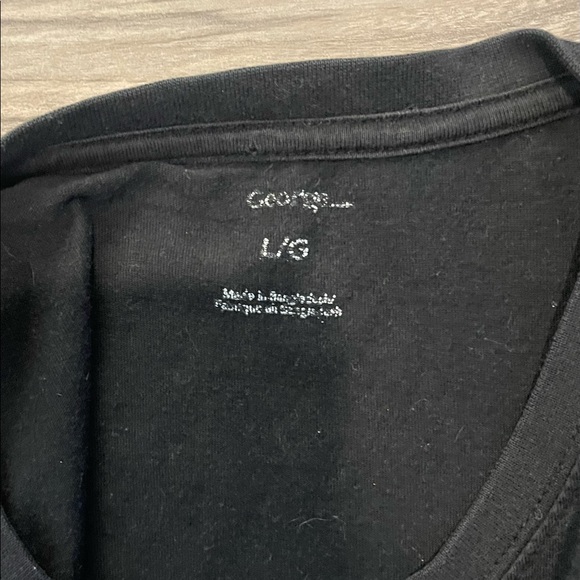 George
L/G
Made in Bangladesh/
Fabriqué au Bangladesh